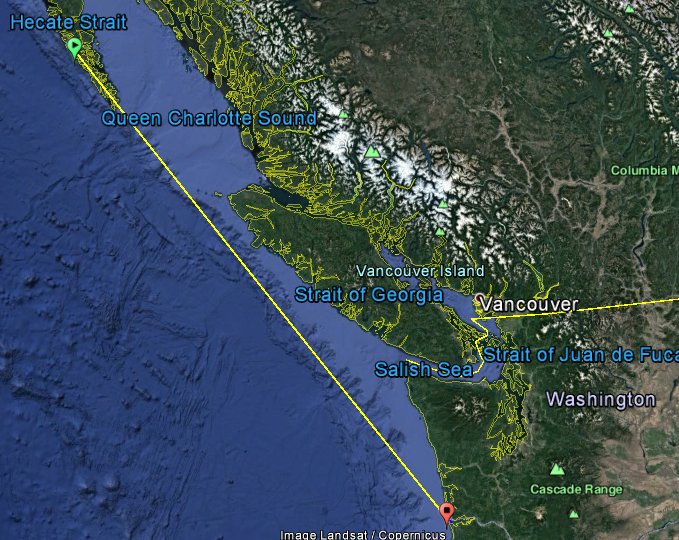 Hecate Strait
Queen Charlotte Sound
Columbia M
Vancouver Island
Strait of Georgia
Vancouver
Strait of Juan de Fuca
Salish Sea
Washington
Cascade Range
Image Landsat / Copernicus